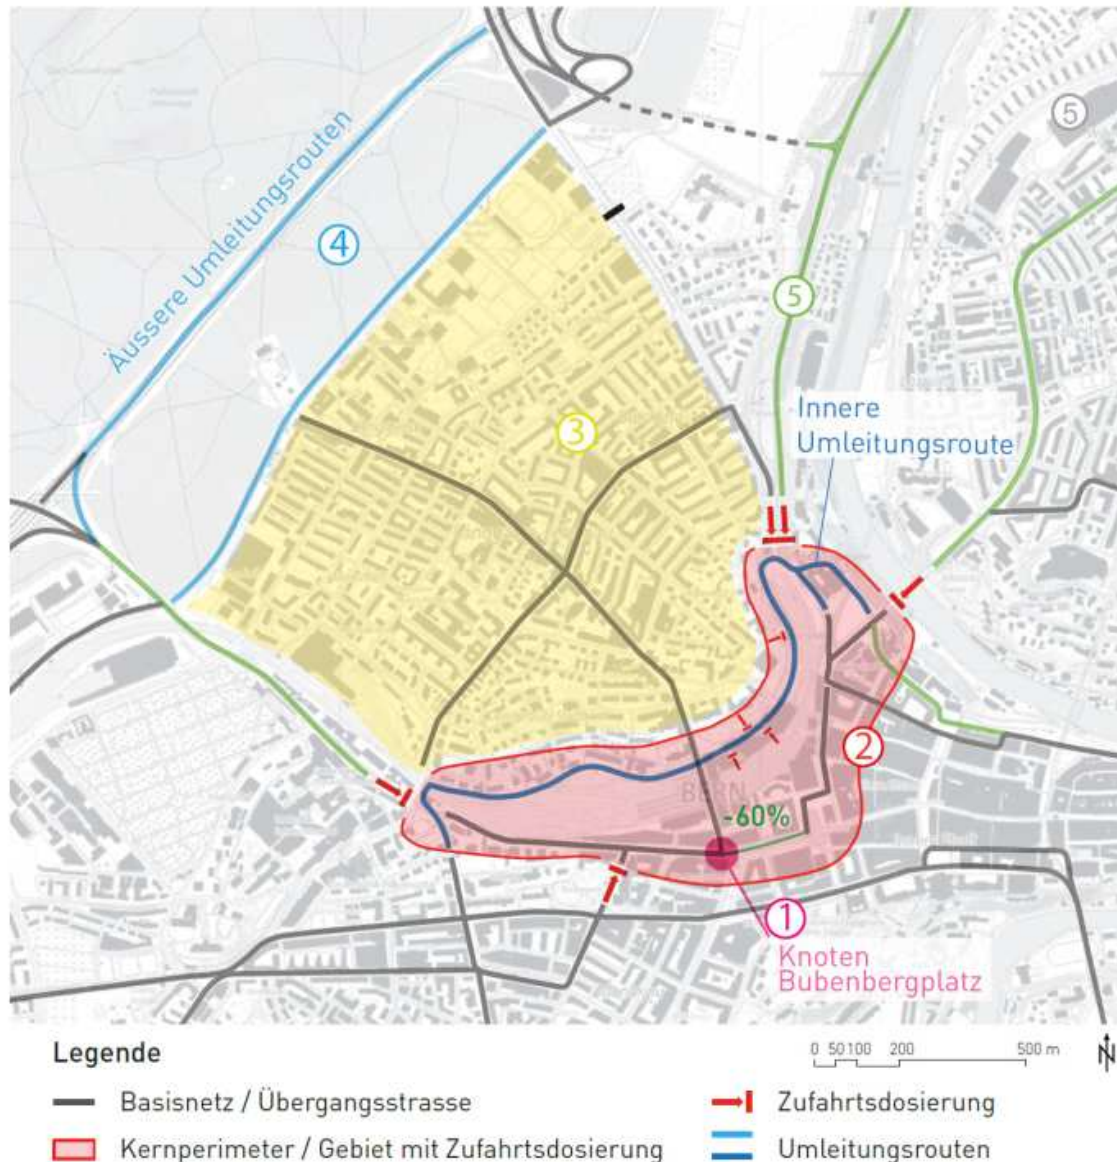 Äussere Umleitungsrouten
4
5
5
3
Innere
Umleitungsroute
2
BERN
-60%
1
Knoten
Bubenbergplatz
Legende
0 50 100 200 500 m
N
Basisnetz / Übergangsstrasse
Zufahrtsdosierung
Kernperimeter / Gebiet mit Zufahrtsdosierung
Umleitungsrouten